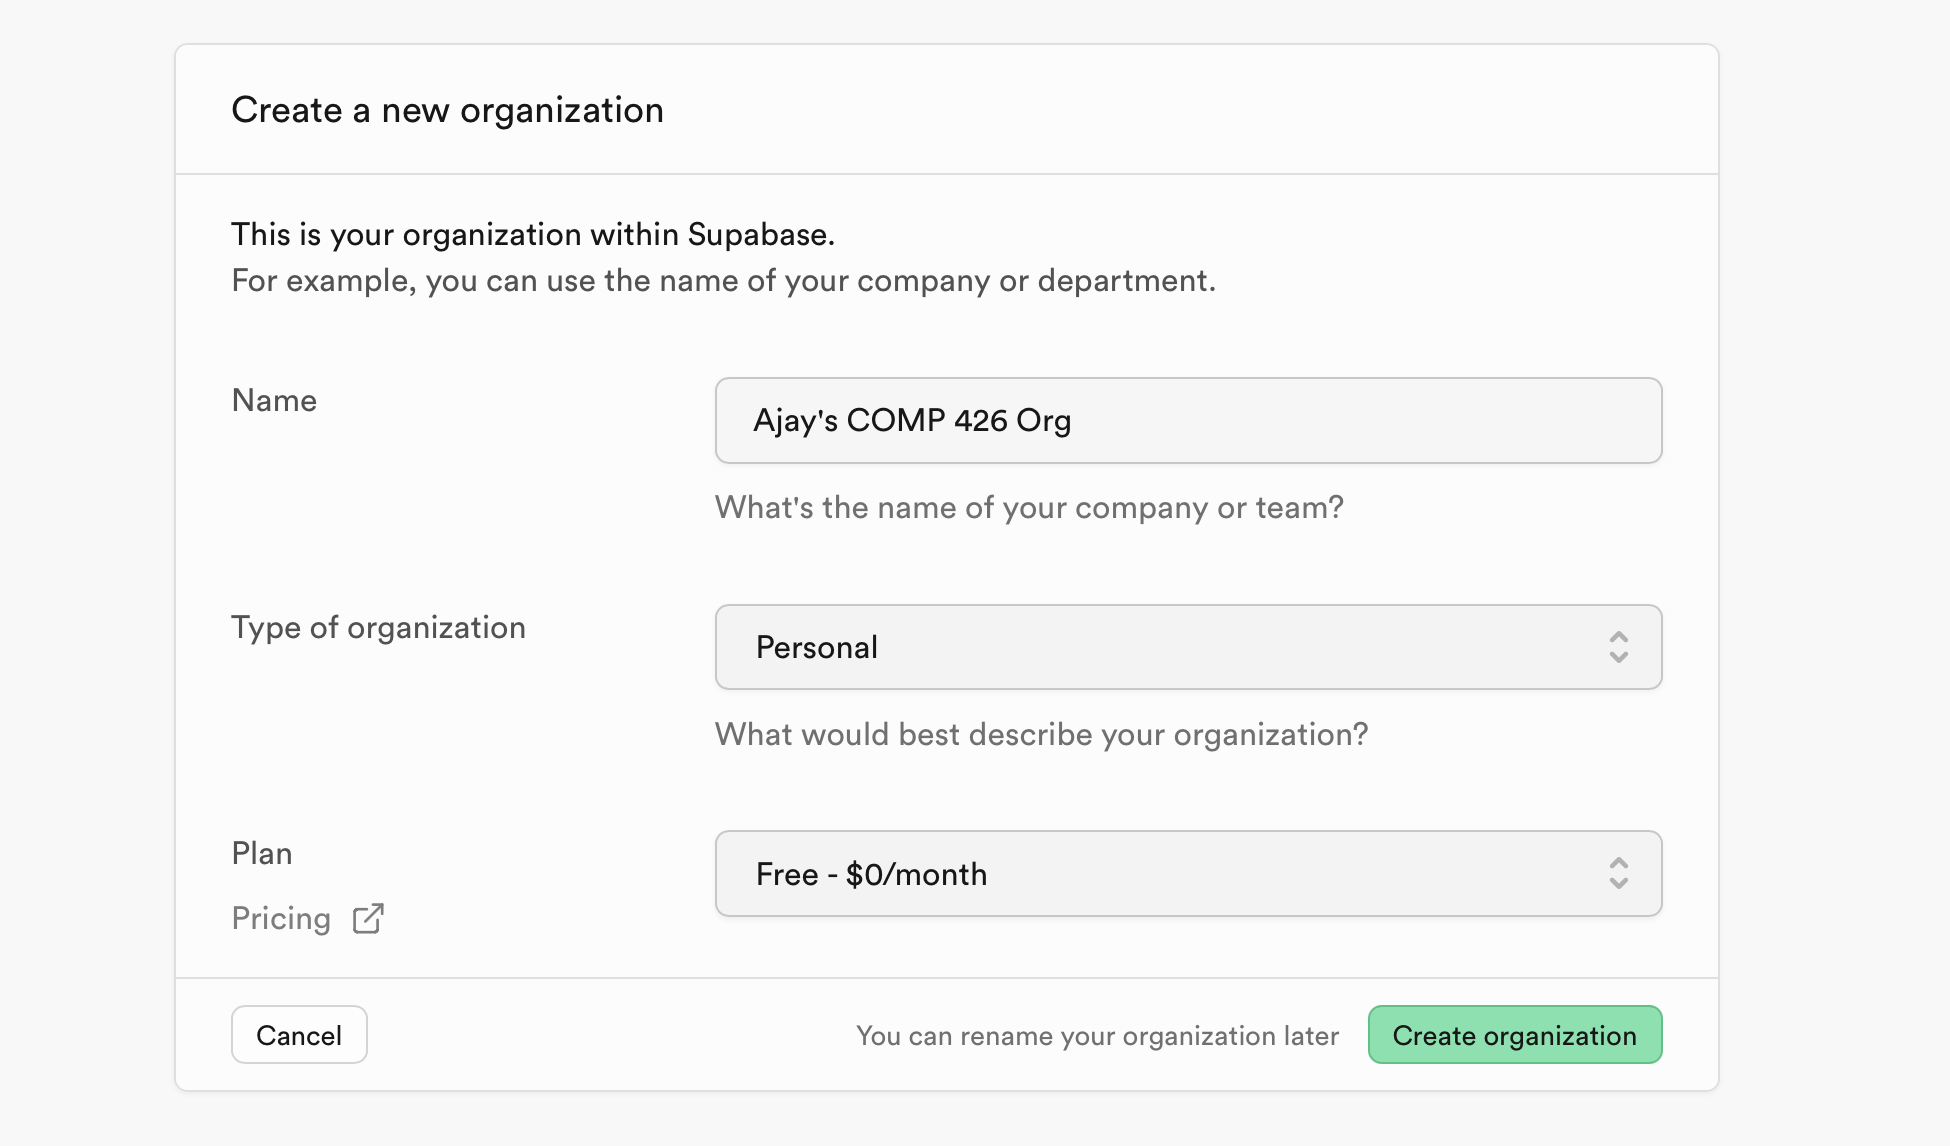 Create a new organization
This is your organization within Supabase.
For example, you can use the name of your company or department.
Name
Ajay's COMP 426 Org
What's the name of your company or team?
Type of organization
Personal
What would best describe your organization?
Plan
Free - $0/month
Pricing
Cancel
You can rename your organization later
Create organization